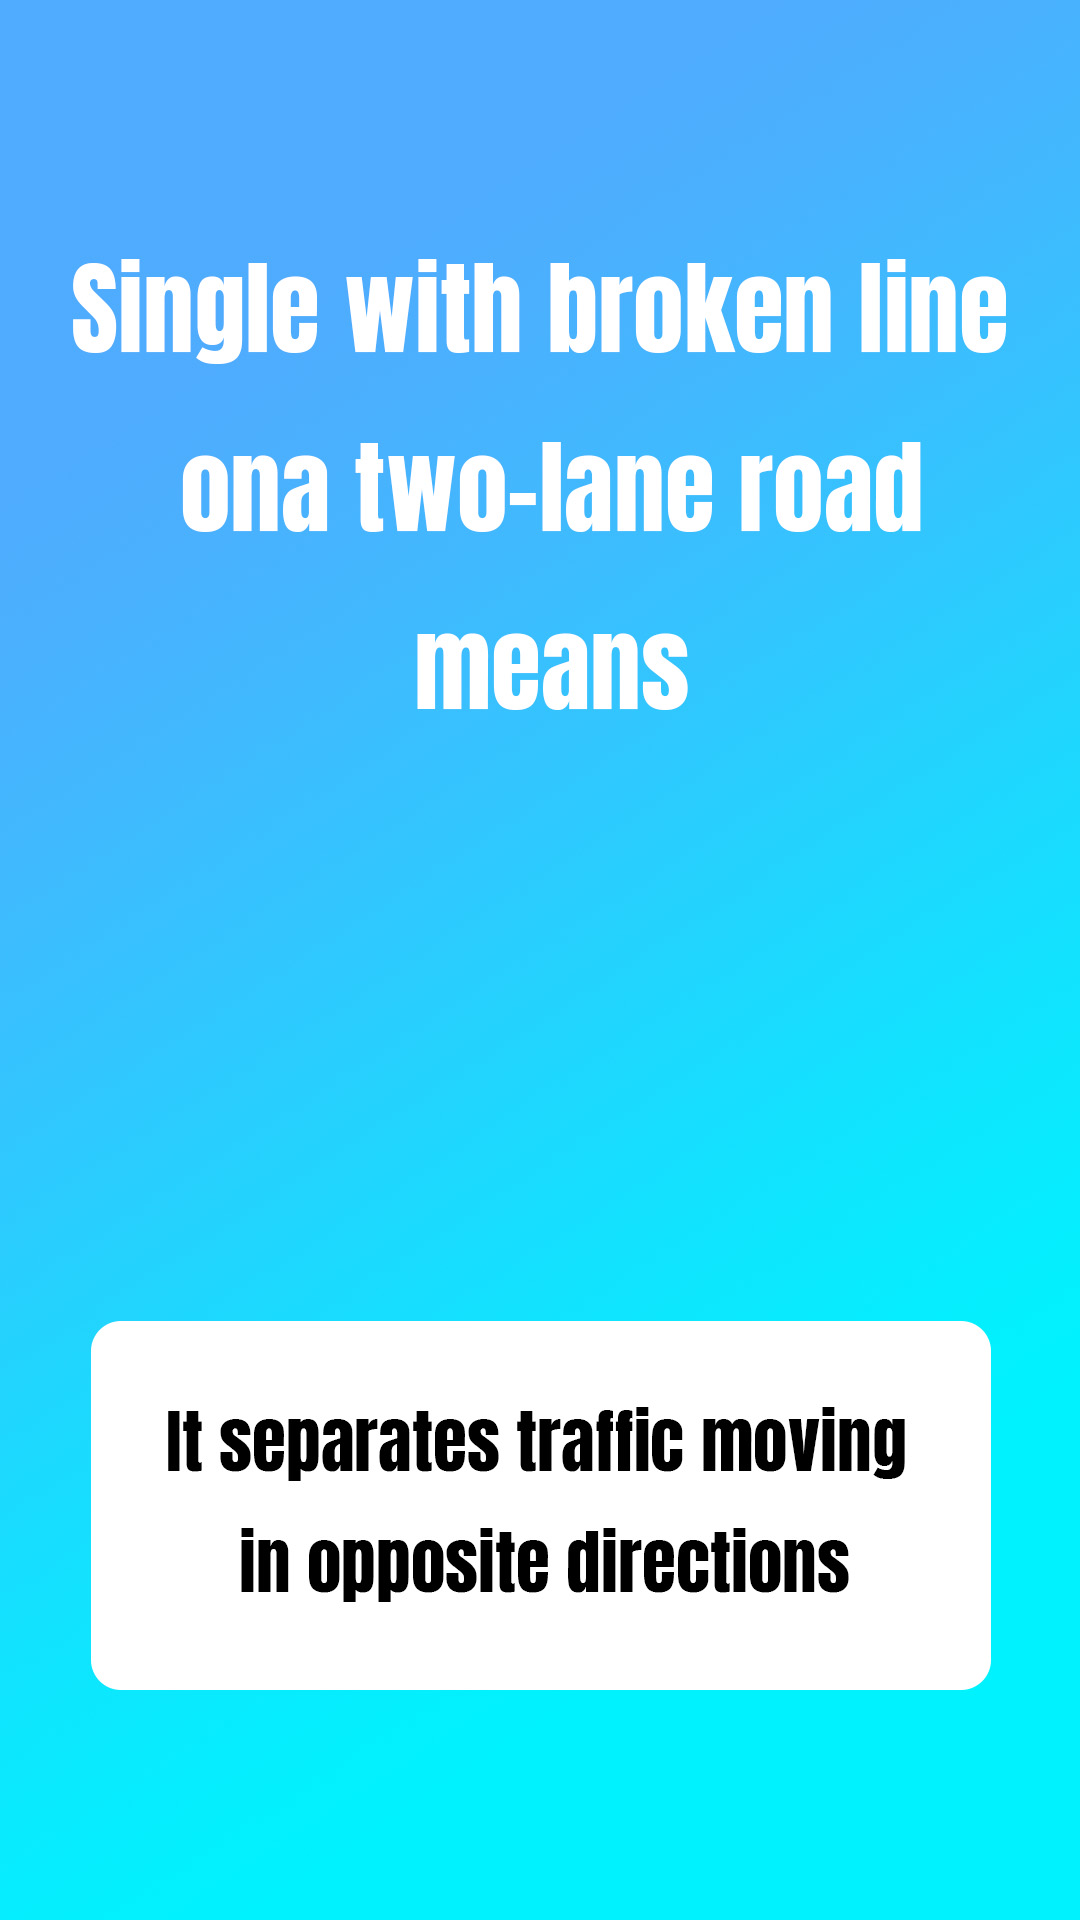 Single with broken line
ona two-lane road
means
It separates traffic moving
in opposite directions